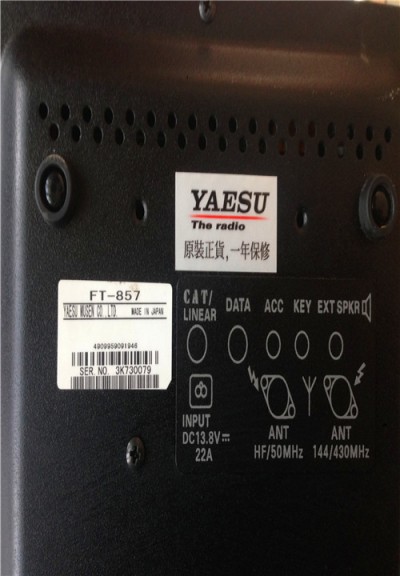 YAESU
The radio
原裝正貨,一年保修
FT-857
YAESU MUSEN CO., LTD. MADE IN JAPAN
4909959091946
SER. NO. 3K730079
CAT/
LINEAR
DATA
ACC
KEY
EXT SPKR
INPUT
DC13.8V
22A
ANT
HF/50MHz
ANT
144/430MHz